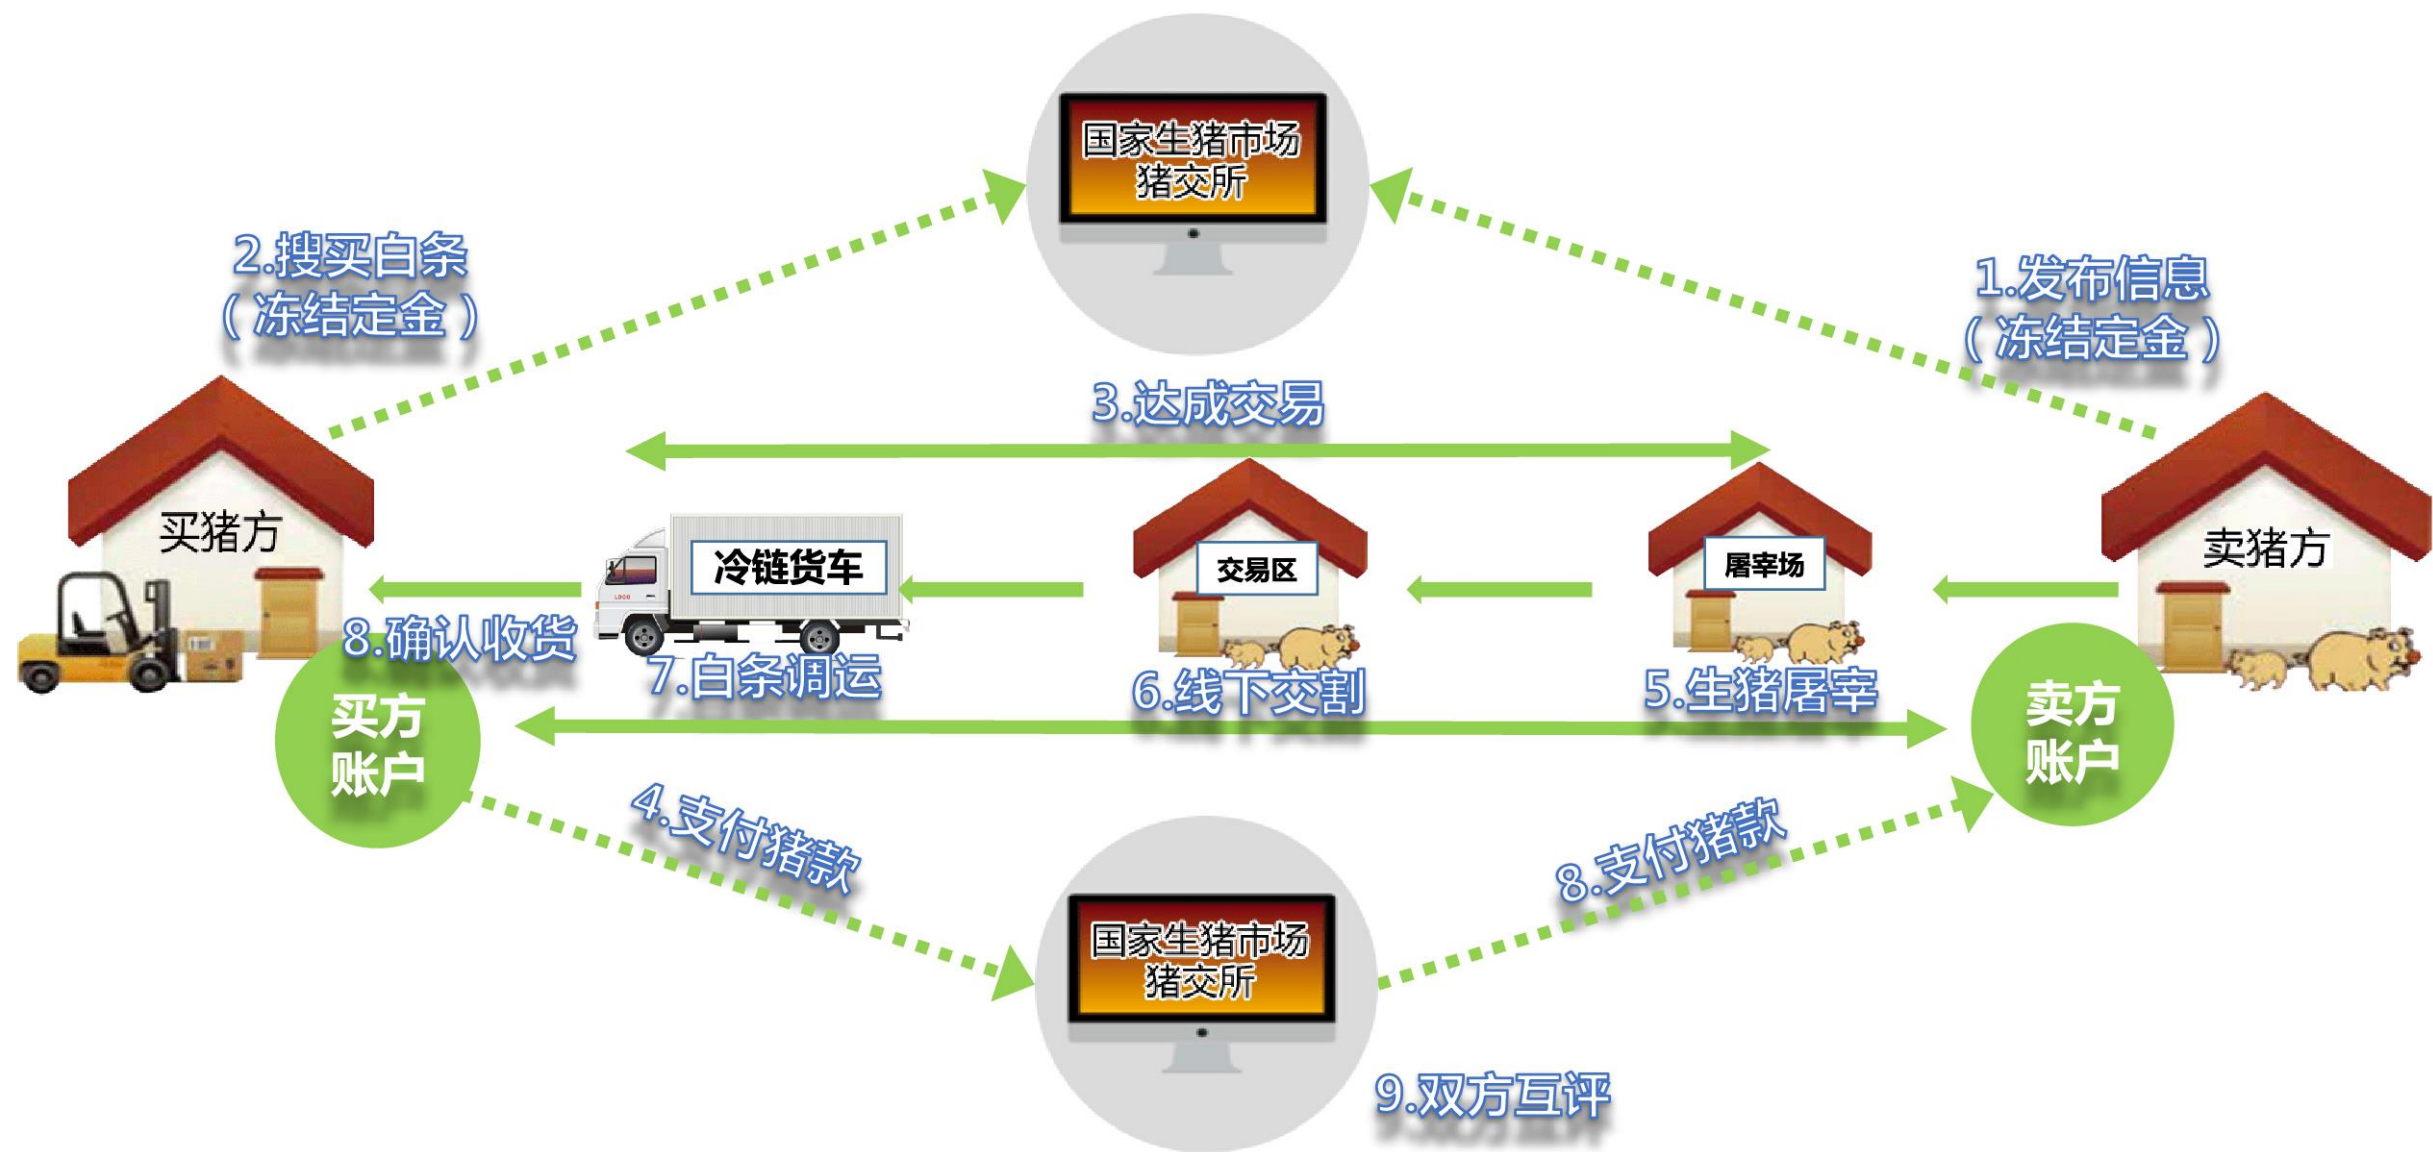 国家生猪市场
猪交所
2.搜买白条
（冻结定金）
1.发布信息
（冻结定金）
3.达成交易
买猪方
冷链货车
交易区
屠宰场
卖猪方
LOGO
8.确认收货
7.白条调运
6.线下交割
5.生猪屠宰
买方
账户
卖方
账户
4.支付猪款
8.支付猪款
国家生猪市场
猪交所
9.双方互评